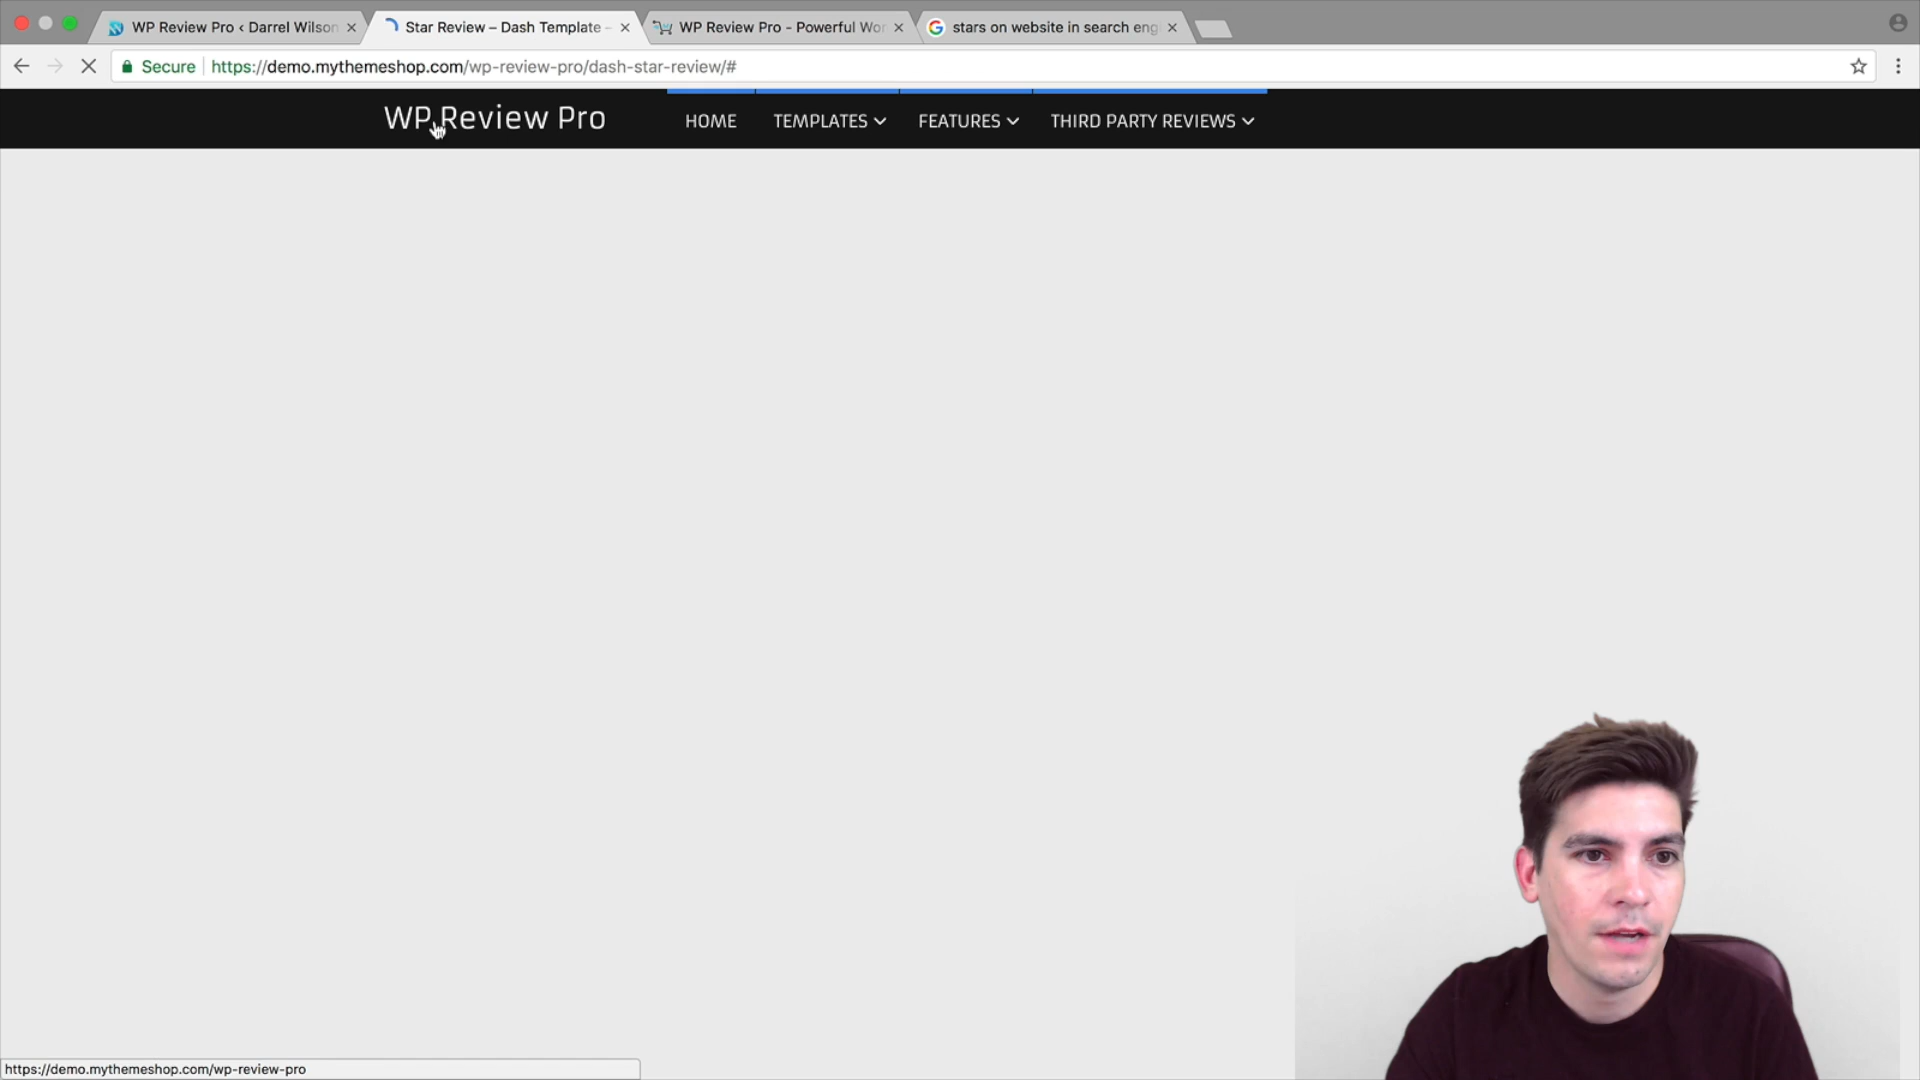 WP Review Pro ‹ Darrel Wilson
Star Review – Dash Template –
WP Review Pro - Powerful Wor
stars on website in search eng
Secure
https://demo.mythemeshop.com/wp-review-pro/dash-star-review/#
WP Review Pro
HOME
TEMPLATES
FEATURES
THIRD PARTY REVIEWS
https://demo.mythemeshop.com/wp-review-pro